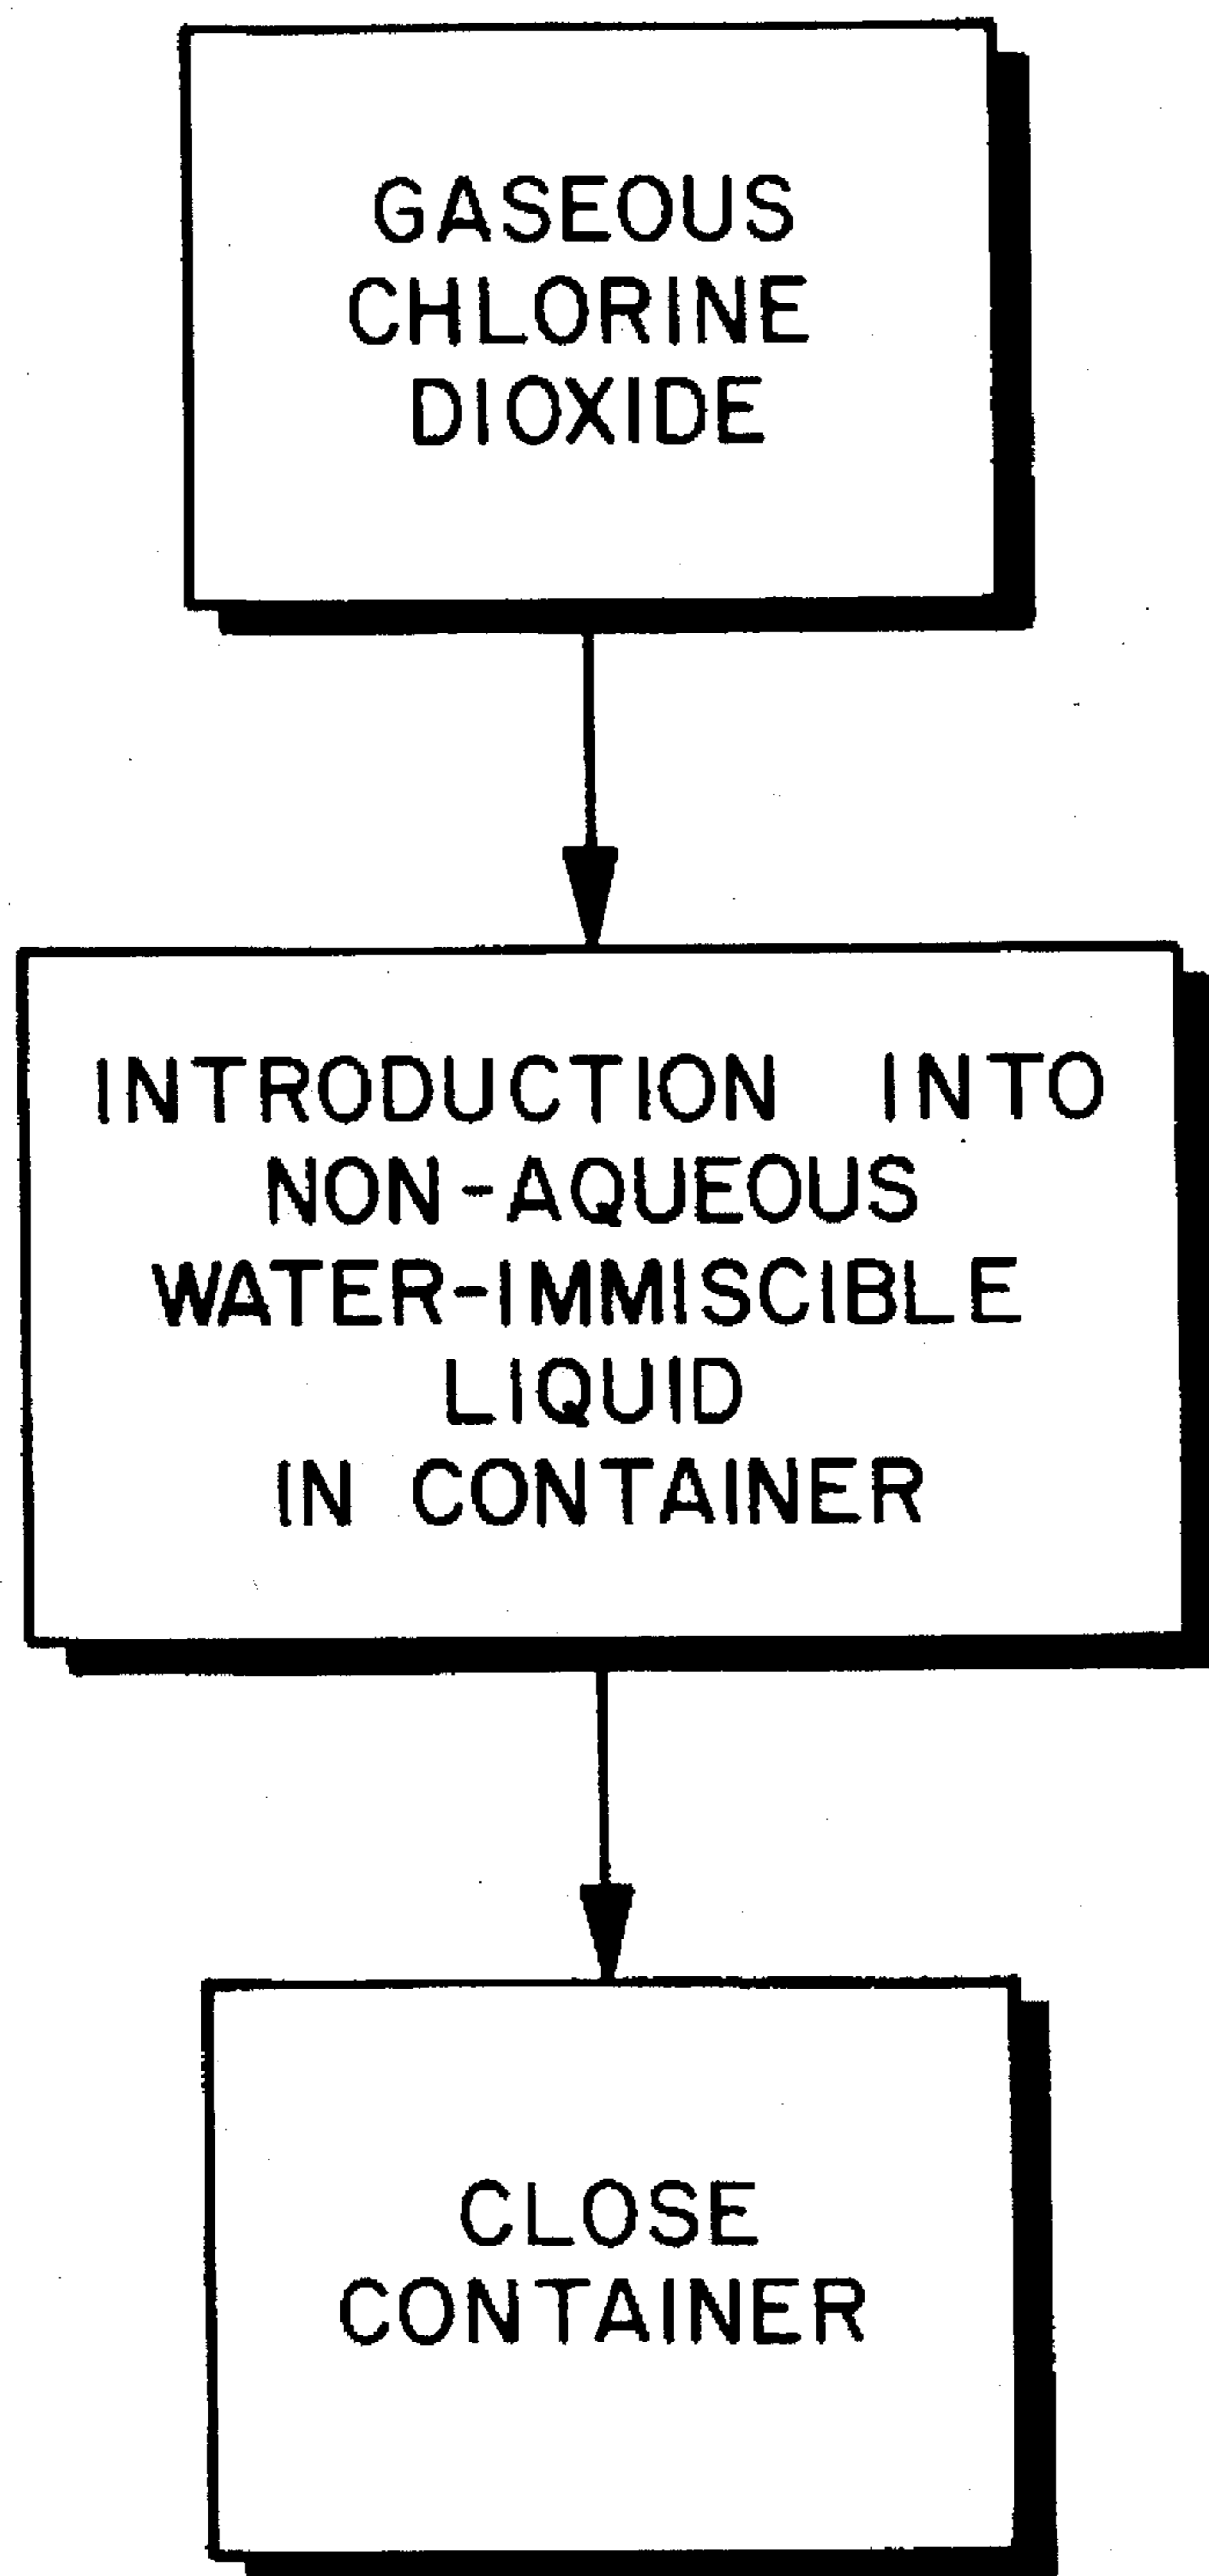 GASEOUS
CHLORINE
DIOXIDE
INTRODUCTION INTO
NON-AQUEOUS
WATER-IMMISCIBLE
LIQUID
IN CONTAINER
CLOSE
CONTAINER